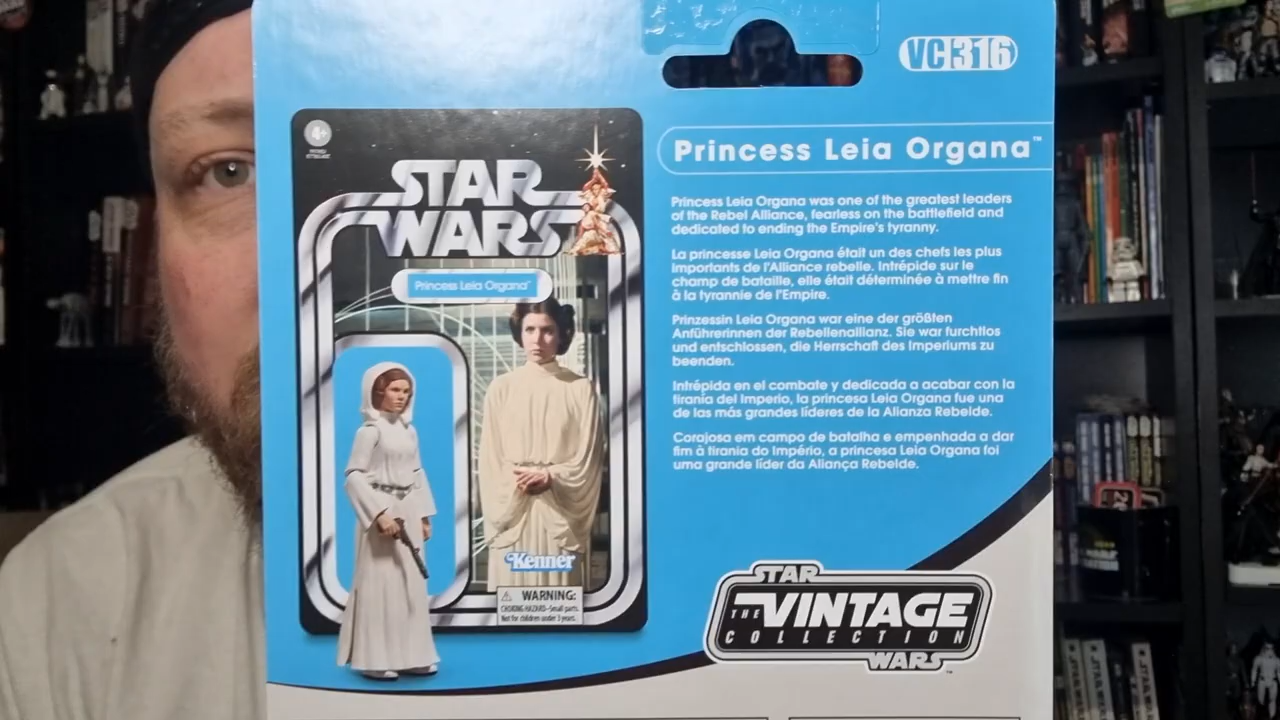 VC316
4+
STAR
WARS
Princess Leia Organa™
Kenner
WARNING:
CHOKING HAZARD–Small parts.
Not for children under 3 years.
Princess Leia Organa™
Princess Leia Organa was one of the greatest leaders
of the Rebel Alliance, fearless on the battlefield and
dedicated to ending the Empire's tyranny.
La princesse Leia Organa était un des chefs les plus
importants de l'Alliance rebelle. Intrépide sur le
champ de bataille, elle était déterminée à mettre fin
à la tyrannie de l'Empire.
Prinzessin Leia Organa war eine der größten
Anführerinnen der Rebellenallianz. Sie war furchtlos
und entschlossen, die Herrschaft des Imperiums zu
beenden.
Intrépida en el combate y dedicada a acabar con la
tiranía del Imperio, la princesa Leia Organa fue una
de las más grandes líderes de la Alianza Rebelde.
Corajosa em campo de batalha e empenhada a dar
fim à tirania do Império, a princesa Leia Organa foi
uma grande líder da Aliança Rebelde.
STAR
THE VINTAGE
COLLECTION
WARS™